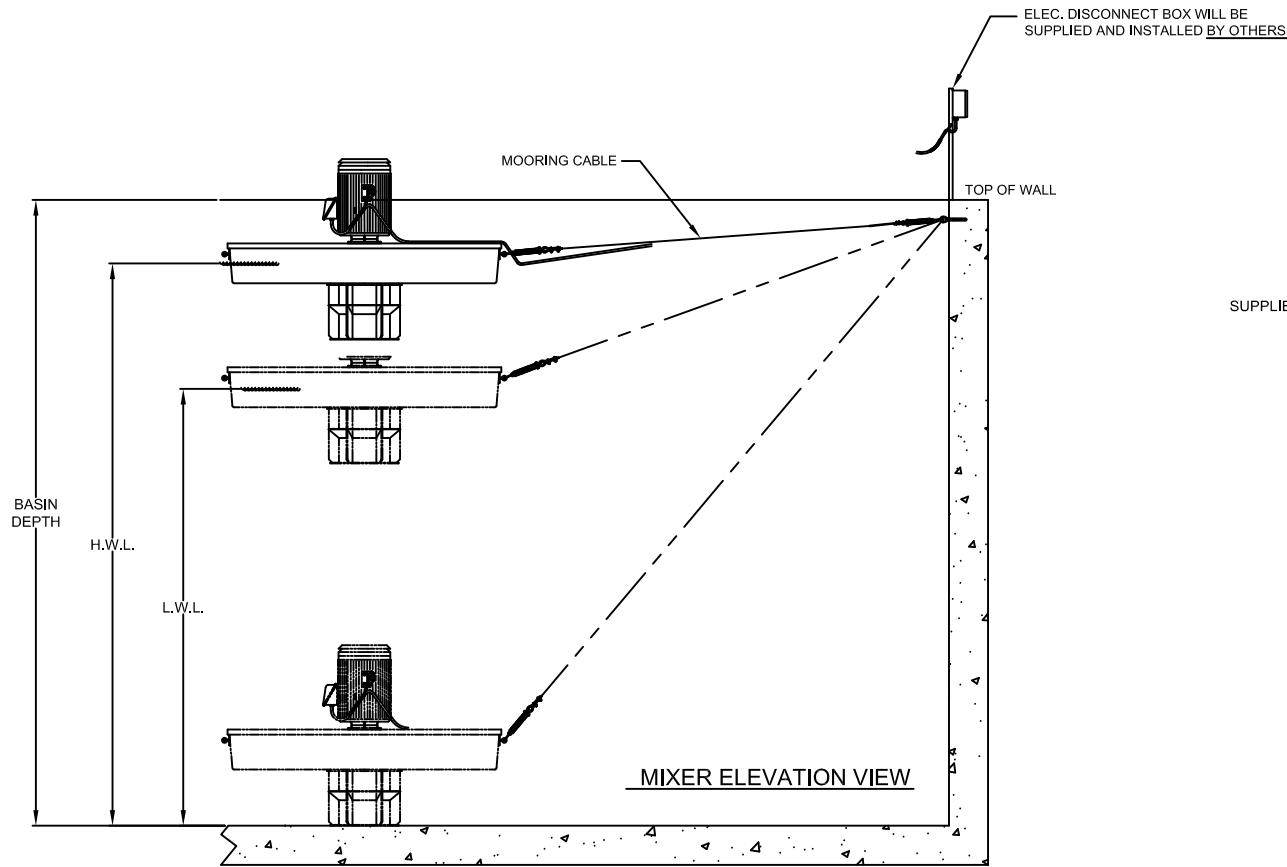 ELEC. DISCONNECT BOX WILL BE
SUPPLIED AND INSTALLED BY OTHERS
MOORING CABLE
TOP OF WALL
SUPPLIE
BASIN
DEPTH
H.W.L.
L.W.L.
MIXER ELEVATION VIEW